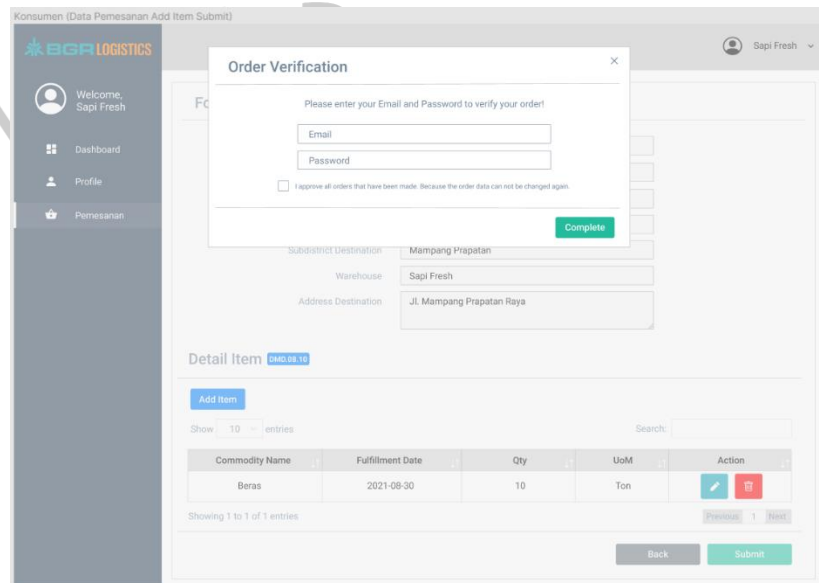 Konsumen (Data Pemesanan Add Item Submit)
BGR LOGISTICS
Sapi Fresh
Welcome,
Sapi Fresh
Dashboard
Profile
Pemesanan
Order Verification
×
Please enter your Email and Password to verify your order!
Email
Password
I approve all orders that have been made. Because the order data can not be changed again.
Complete
Subdistrict Destination Mampang Prapatan
Warehouse Sapi Fresh
Address Destination Jl. Mampang Prapatan Raya
Detail Item DMD.08.10
Add Item
Show 10 entries Search:
Commodity Name Fulfillment Date Qty UoM Action
Beras 2021-08-30 10 Ton
Showing 1 to 1 of 1 entries Previous 1 Next
Back Submit